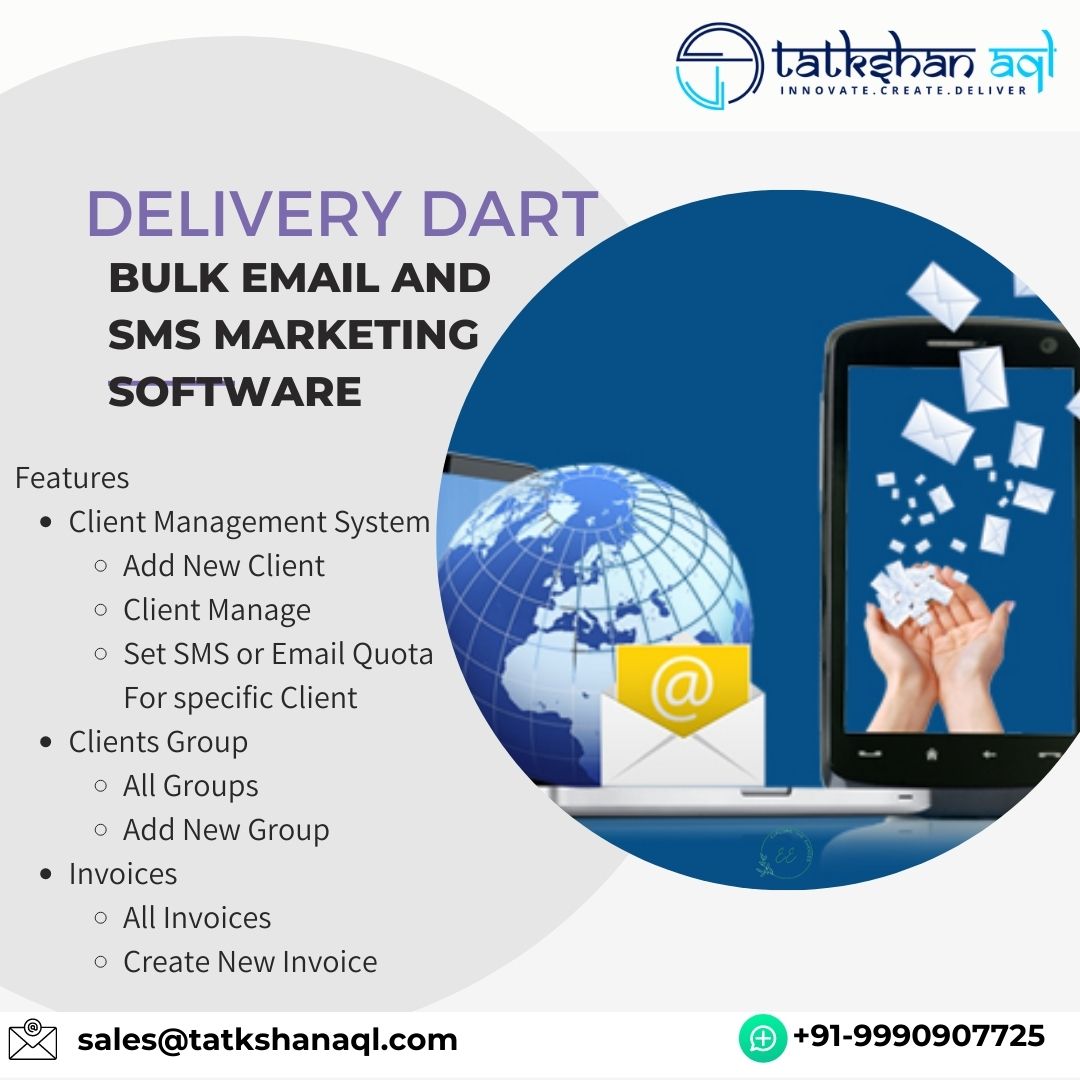 tatkshan aql
INNOVATE.CREATE.DELIVER
DELIVERY DART
BULK EMAIL AND
SMS MARKETING
SOFTWARE
Features
Client Management System
Add New Client
Client Manage
Set SMS or Email Quota
For specific Client
Clients Group
All Groups
Add New Group
Invoices
All Invoices
Create New Invoice
@
EE
@
sales@tatkshanaql.com
+91-9990907725